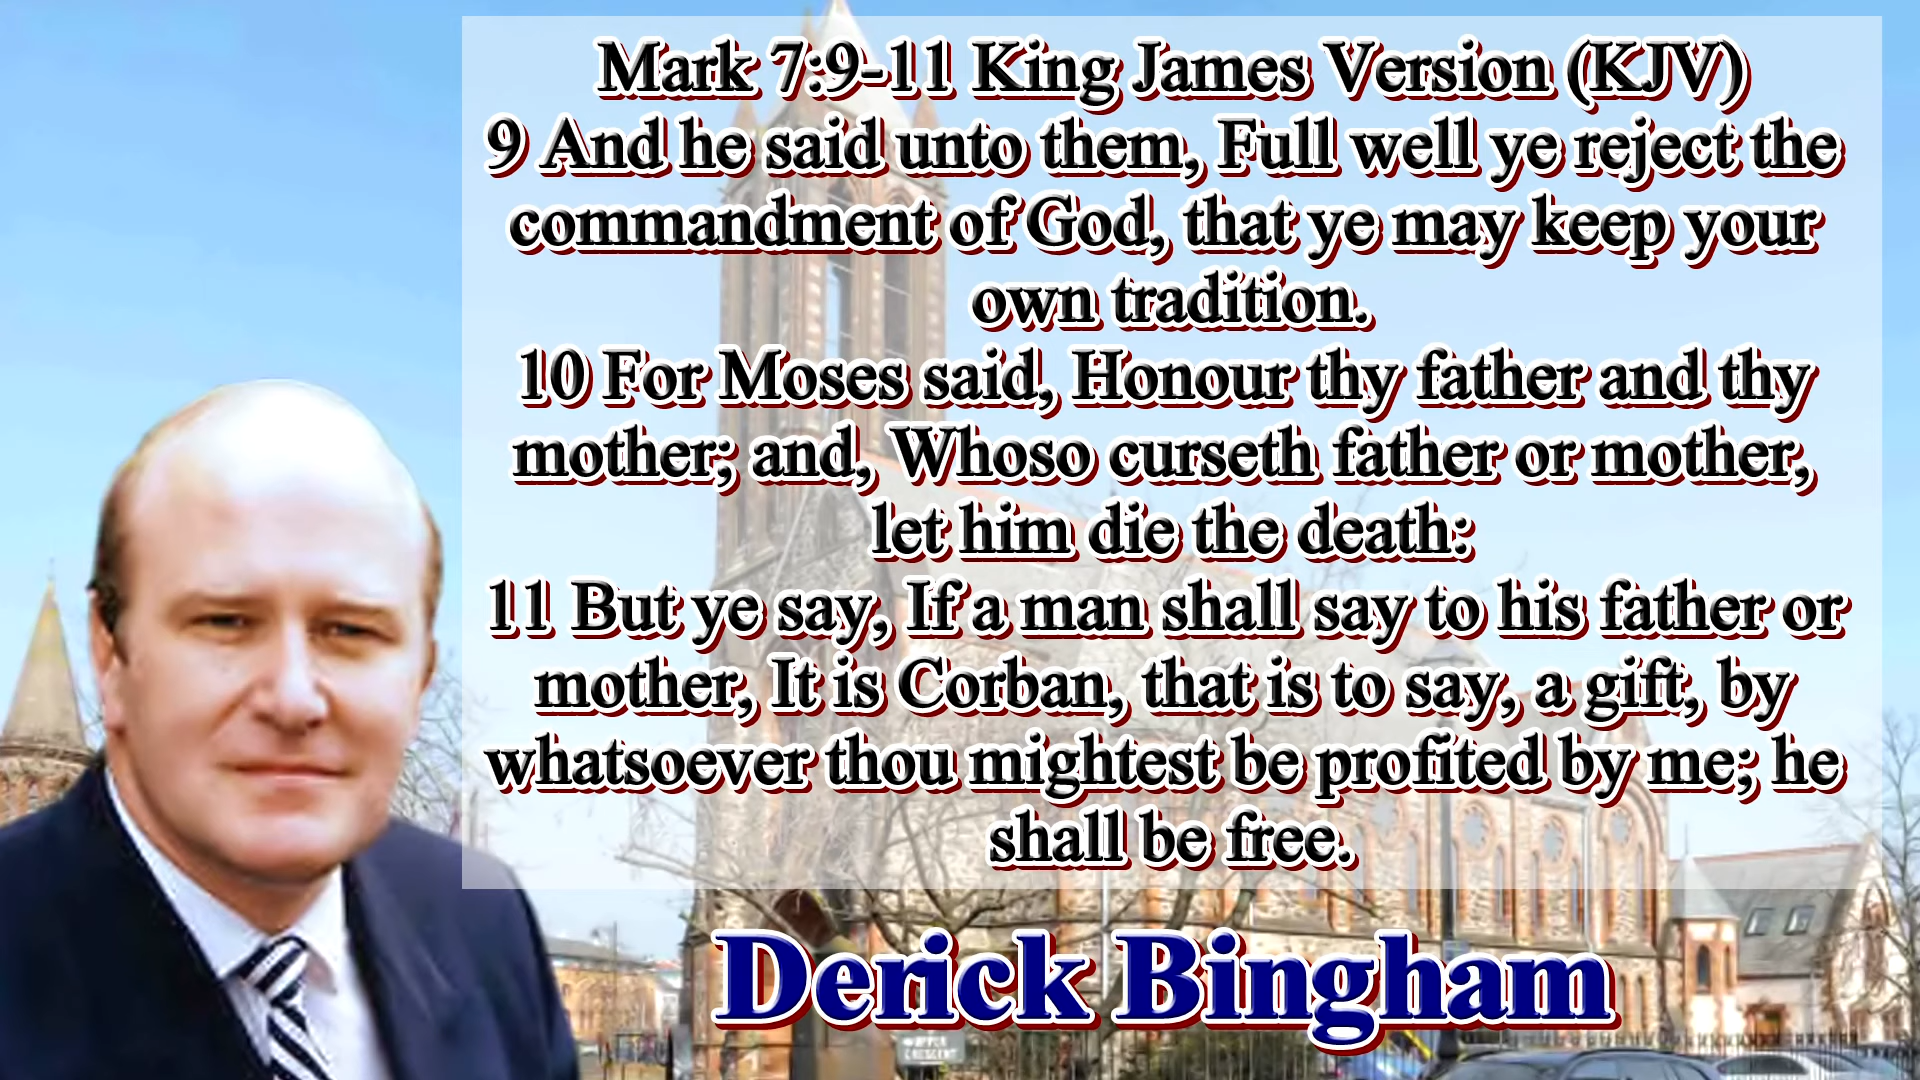 Mark 7:9-11 King James Version (KJV)
9 And he said unto them, Full well ye reject the
commandment of God, that ye may keep your
own tradition.
10 For Moses said, Honour thy father and thy
mother; and, Whoso curseth father or mother,
let him die the death:
11 But ye say, If a man shall say to his father or
mother, It is Corban, that is to say, a gift, by
whatsoever thou mightest be profited by me; he
shall be free.
Derick Bingham
UPPER
CRESCENT